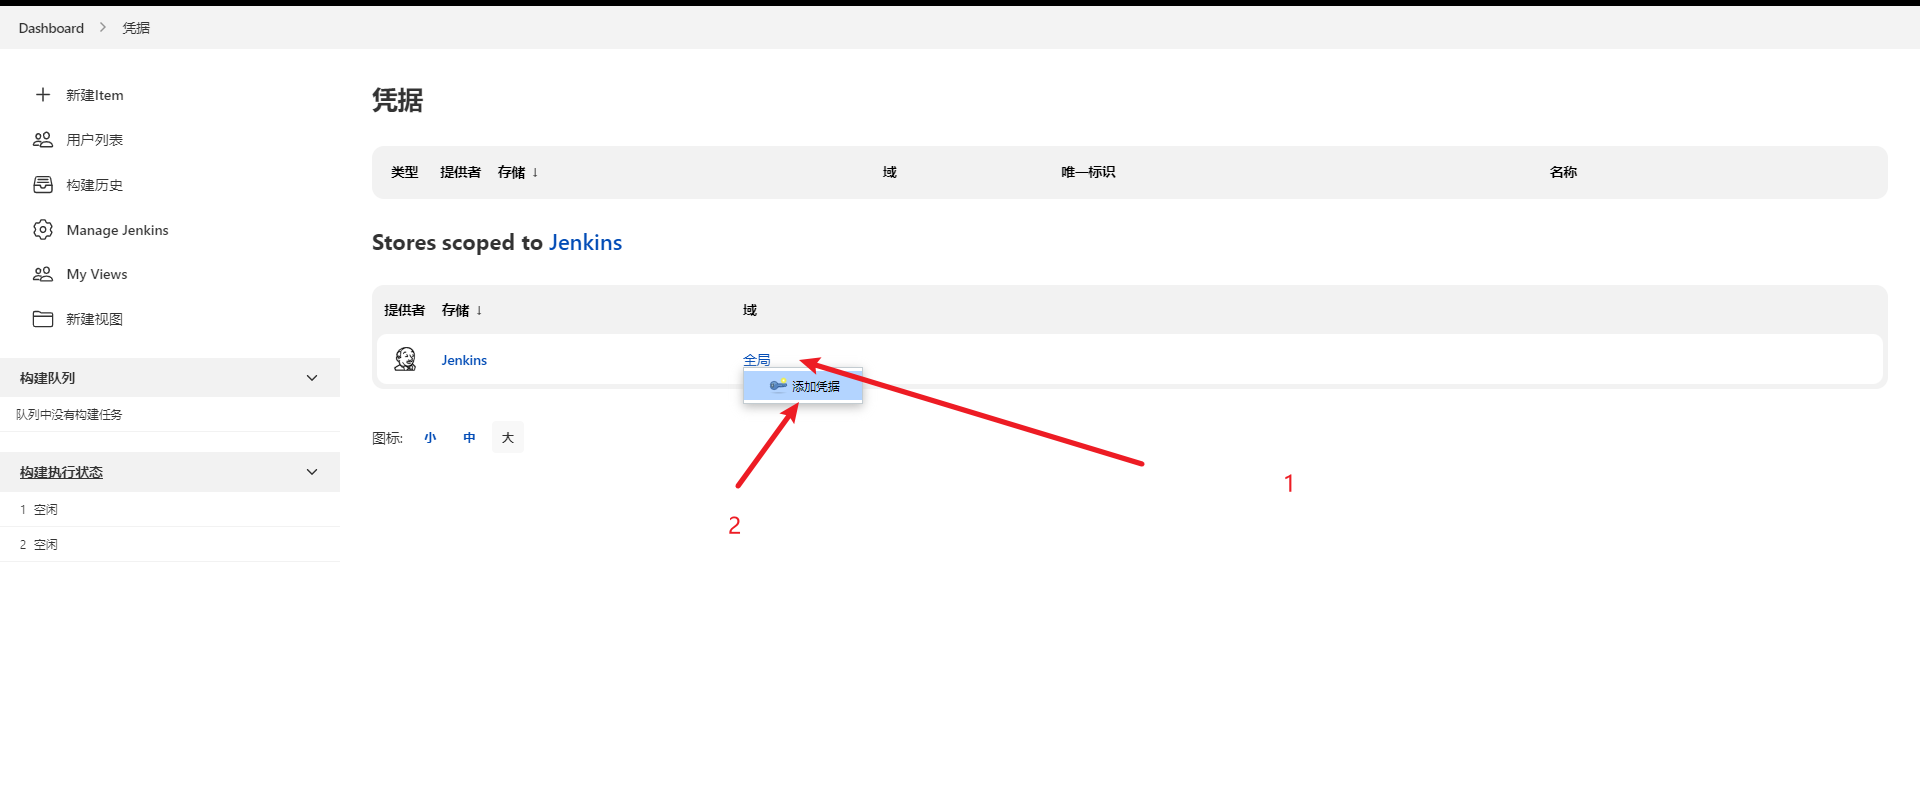 Dashboard > 凭据
新建Item
用户列表
构建历史
Manage Jenkins
My Views
新建视图
构建队列
队列中没有构建任务
构建执行状态
1 空闲
2 空闲
凭据
类型 提供者 存储 ↓ 域 唯一标识 名称
Stores scoped to Jenkins
提供者 存储 ↓ 域
Jenkins 全局
添加凭据
图标: 小 中 大
1
2